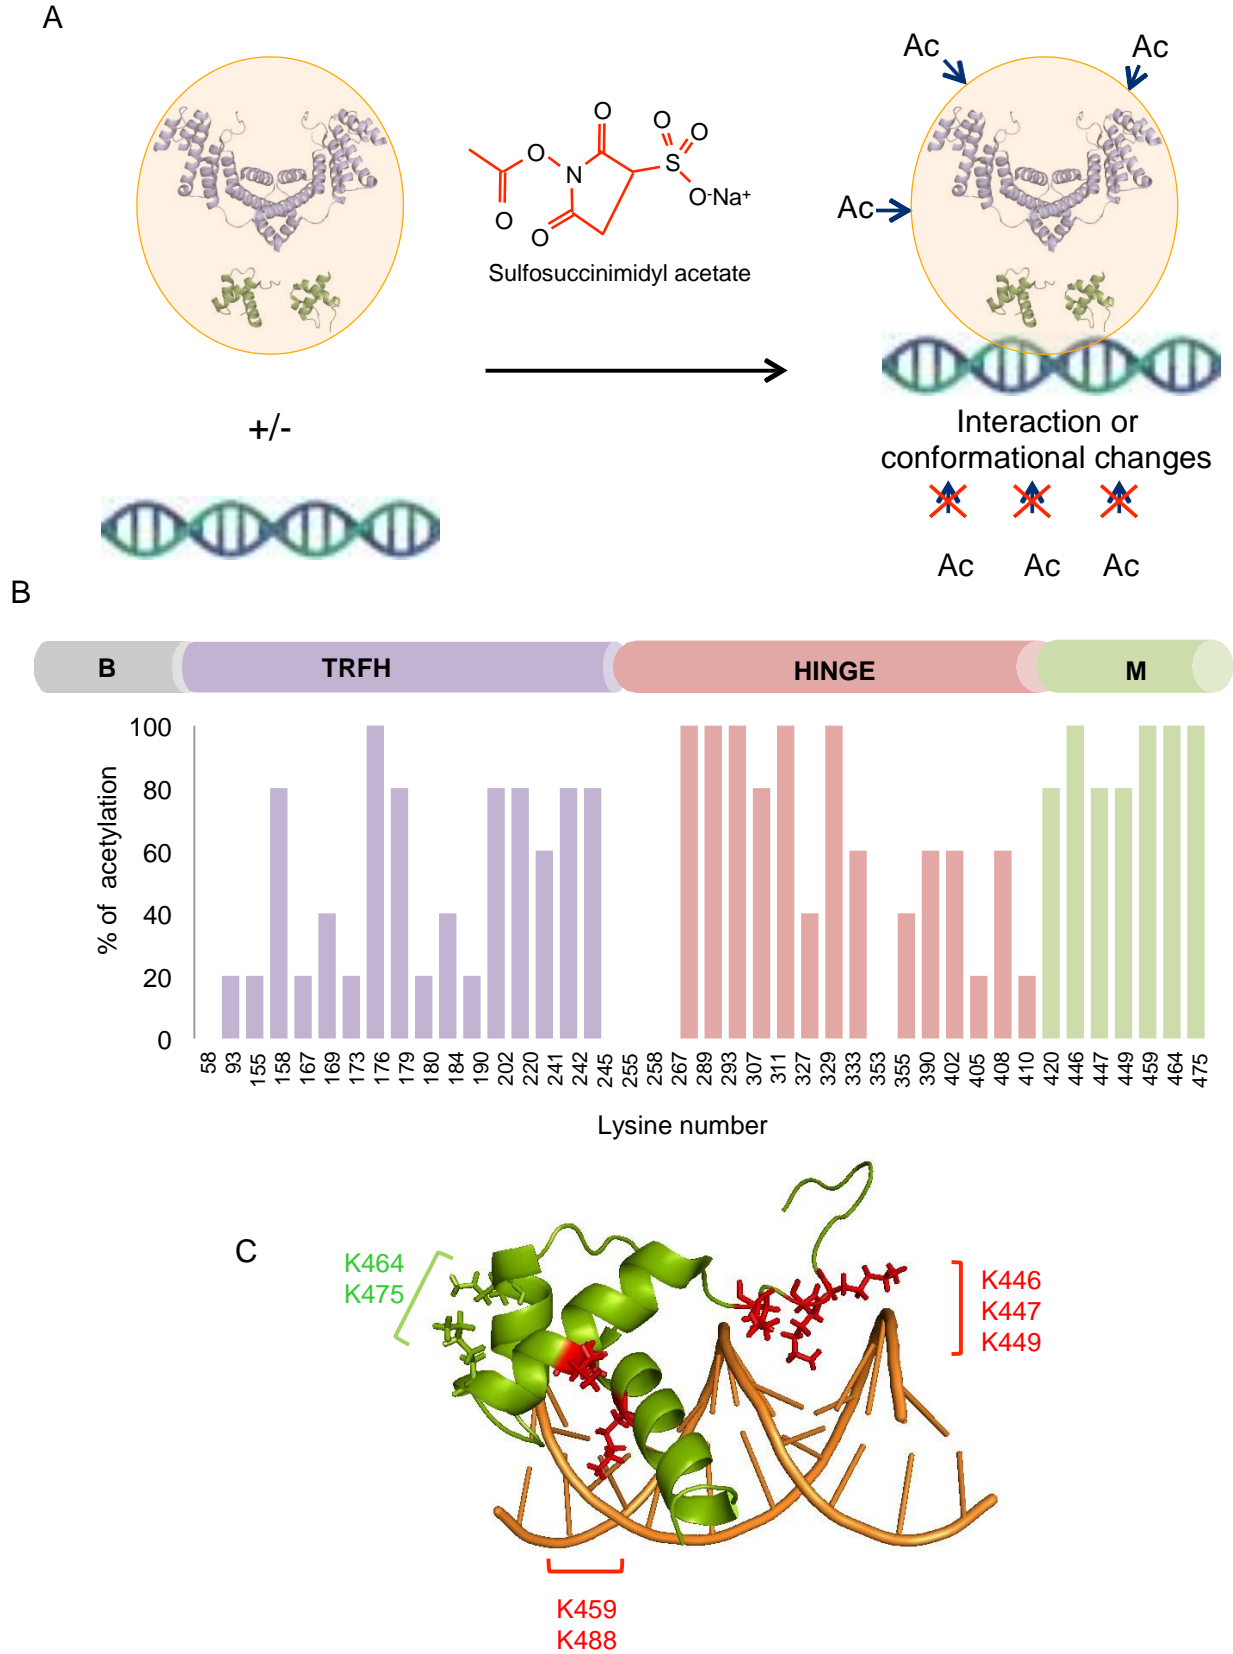 A
Ac
Ac
Ac
O
O
N
O
O
O
O
S
O-Na+
Sulfosuccinimidyl acetate
+/-
Interaction or
conformational changes
Ac Ac Ac
B
B TRFH HINGE M
% of acetylation
100
80
60
40
20
0
58 93 155 158 167 169 173 176 179 180 184 190 202 220 241 242 245 255 258 267 289 293 307 311 327 329 333 353 355 390 402 405 408 410 420 446 447 449 459 464 475
Lysine number
C
K464
K475
K446
K447
K449
K459
K488